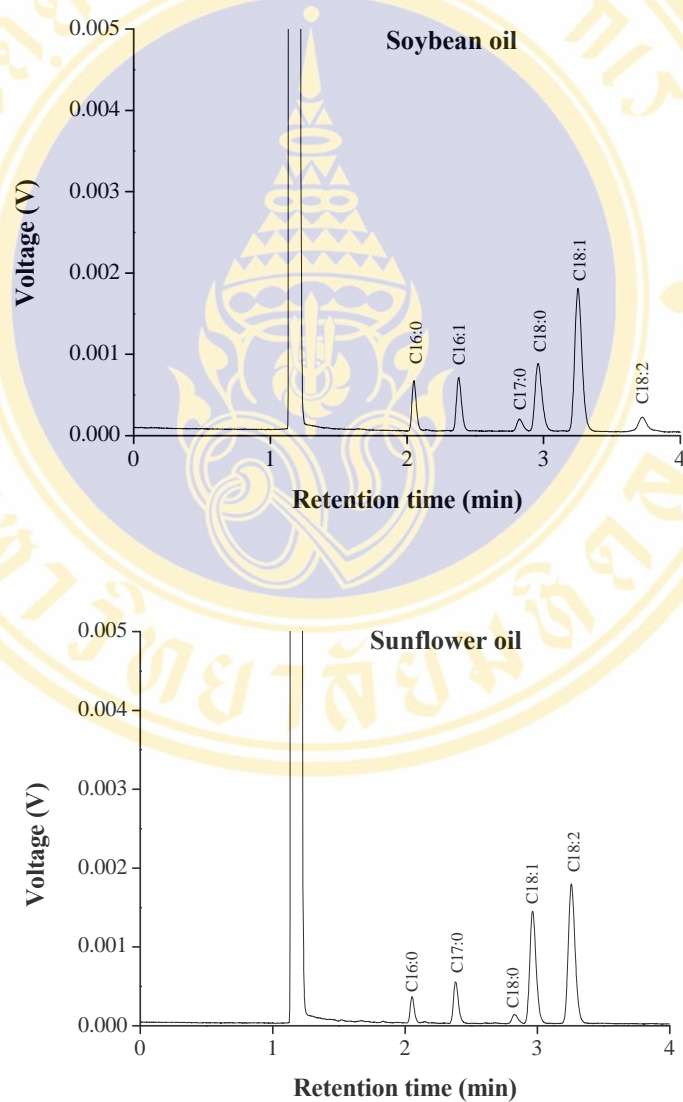 Soybean oil
0.005
0.004
0.003
0.002
0.001
0.000
Voltage (V)
C16:0
C16:1
C17:0
C18:0
C18:1
C18:2
0 1 2 3 4
Retention time (min)
Sunflower oil
0.005
0.004
0.003
0.002
0.001
0.000
Voltage (V)
C16:0
C17:0
C18:0
C18:1
C18:2
0 1 2 3 4
Retention time (min)